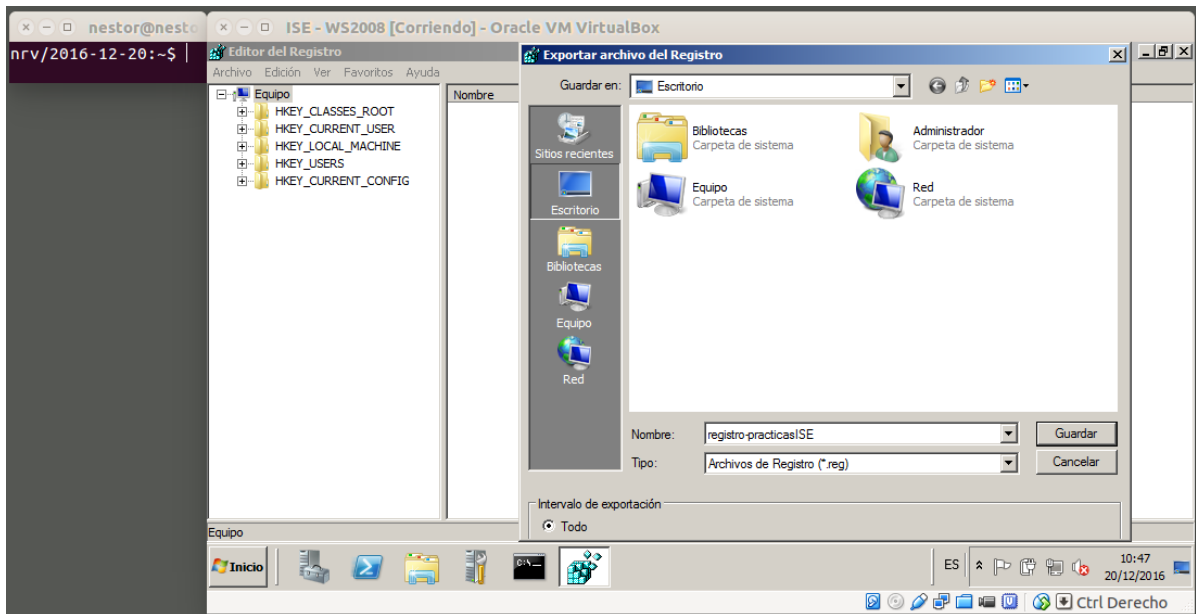 nestor@nesto
nrv/2016-12-20:~$
ISE - WS2008 [Corriendo] - Oracle VM VirtualBox
Editor del Registro
Archivo Edición Ver Favoritos Ayuda
Equipo
HKEY_CLASSES_ROOT
HKEY_CURRENT_USER
HKEY_LOCAL_MACHINE
HKEY_USERS
HKEY_CURRENT_CONFIG
Nombre
Exportar archivo del Registro
Guardar en: Escritorio
Sitios recientes
Escritorio
Bibliotecas
Equipo
Red
Bibliotecas
Carpeta de sistema
Administrador
Carpeta de sistema
Equipo
Carpeta de sistema
Red
Carpeta de sistema
Nombre: registro-practicasISE Guardar
Tipo: Archivos de Registro (*.reg) Cancelar
Intervalo de exportación
Todo
Equipo
Inicio
C:\_
ES
10:47
20/12/2016
Ctrl Derecho